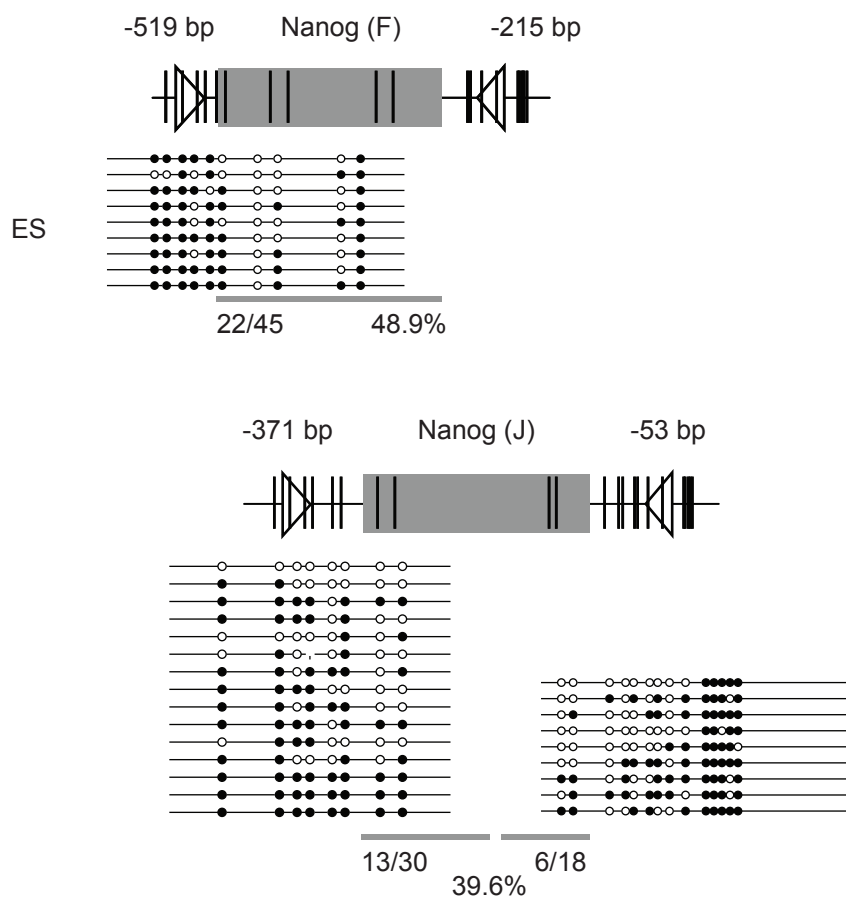 -519 bp Nanog (F) -215 bp
ES
22/45 48.9%
-371 bp Nanog (J) -53 bp
13/30 6/18
39.6%